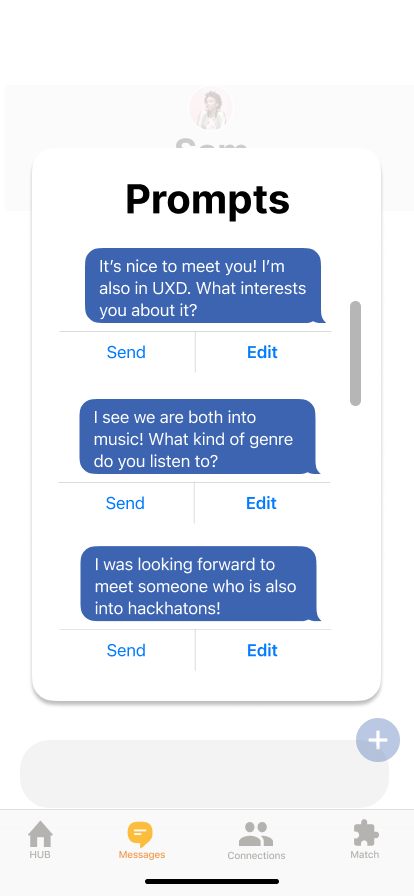 Sam
Prompts
It's nice to meet you! I'm
also in UXD. What interests
you about it?
Send
Edit
I see we are both into
music! What kind of genre
do you listen to?
Send
Edit
I was looking forward to
meet someone who is also
into hackhatons!
Send
Edit
HUB
Messages
Connections
Match